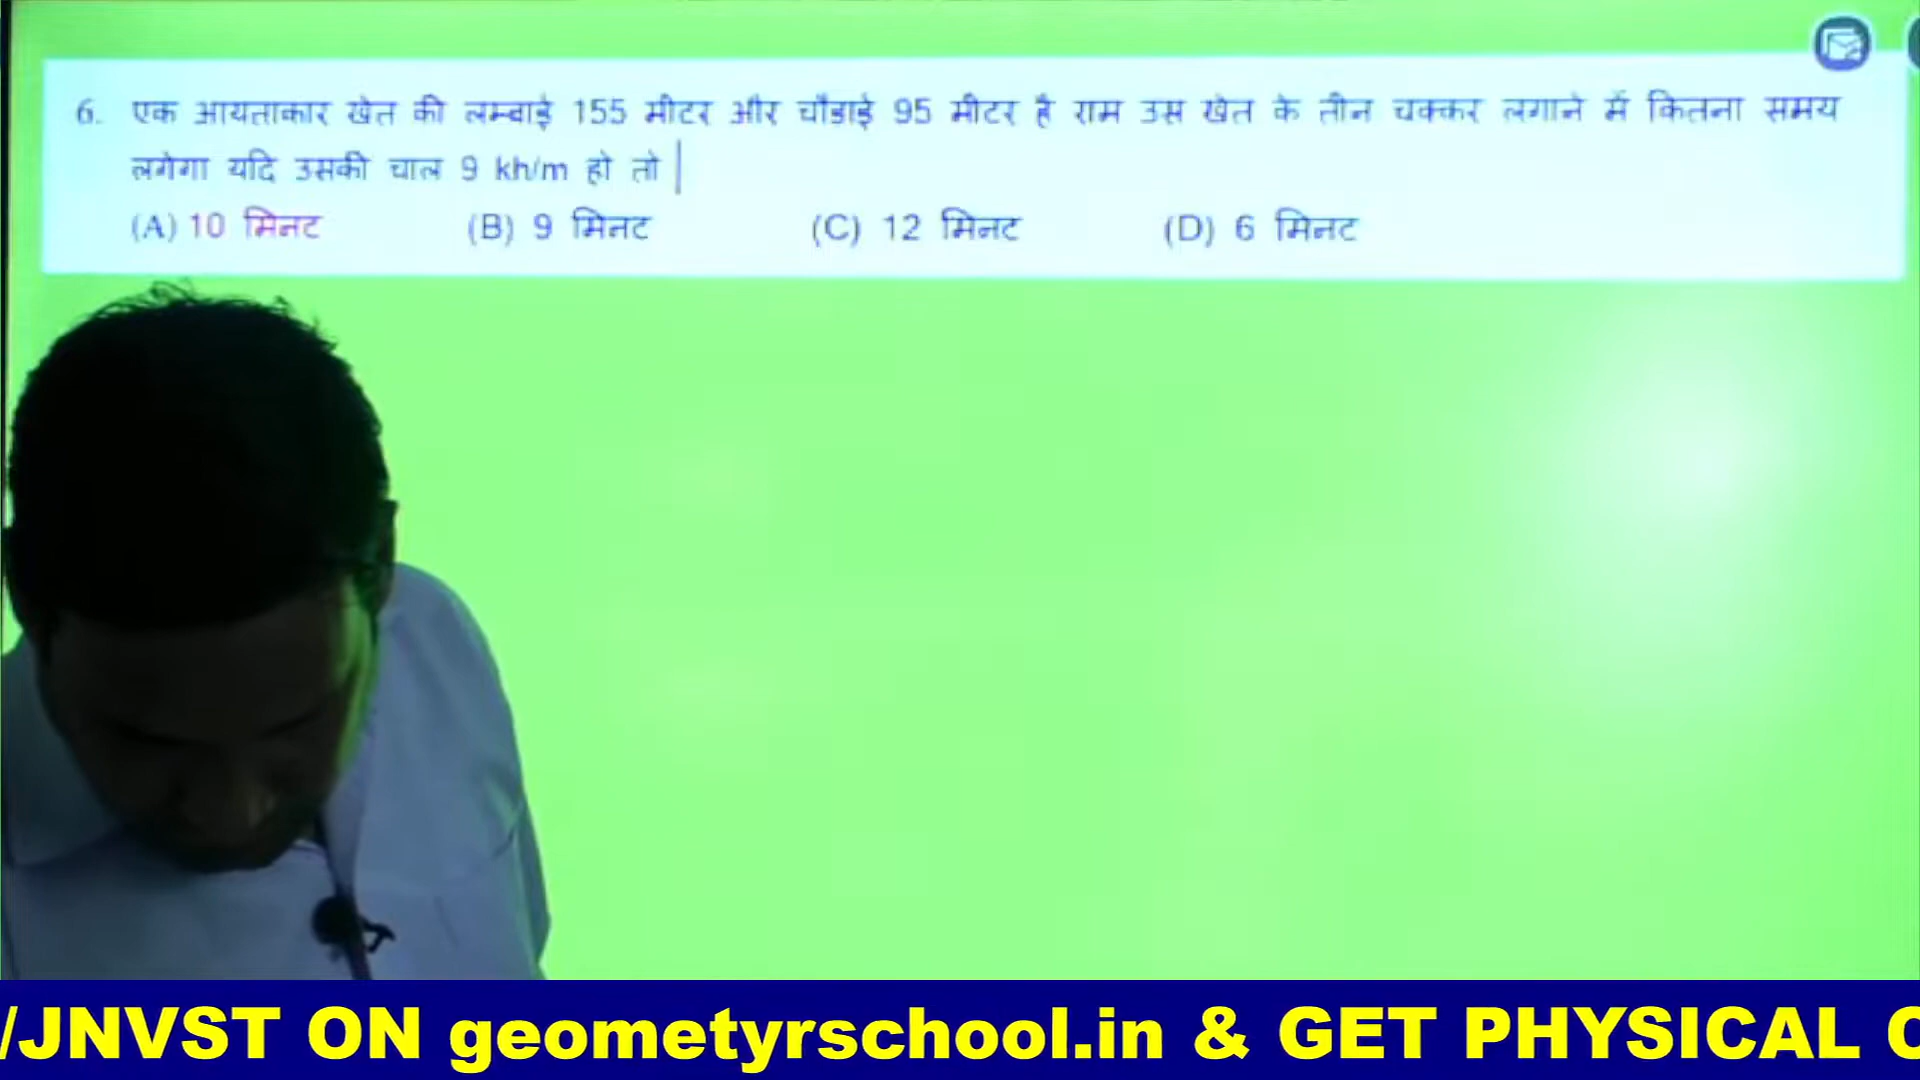 6. एक आयताकार खेत की लम्बाई 155 मीटर और चौडाई 95 मीटर है राम उस खेत के तीन चक्कर लगाने में कितना समय
लगेगा यदि उसकी चाल 9 kh/m हो तो |
(A) 10 मिनट (B) 9 मिनट (C) 12 मिनट (D) 6 मिनट
/JNVST ON geometyrschool.in & GET PHYSICAL C